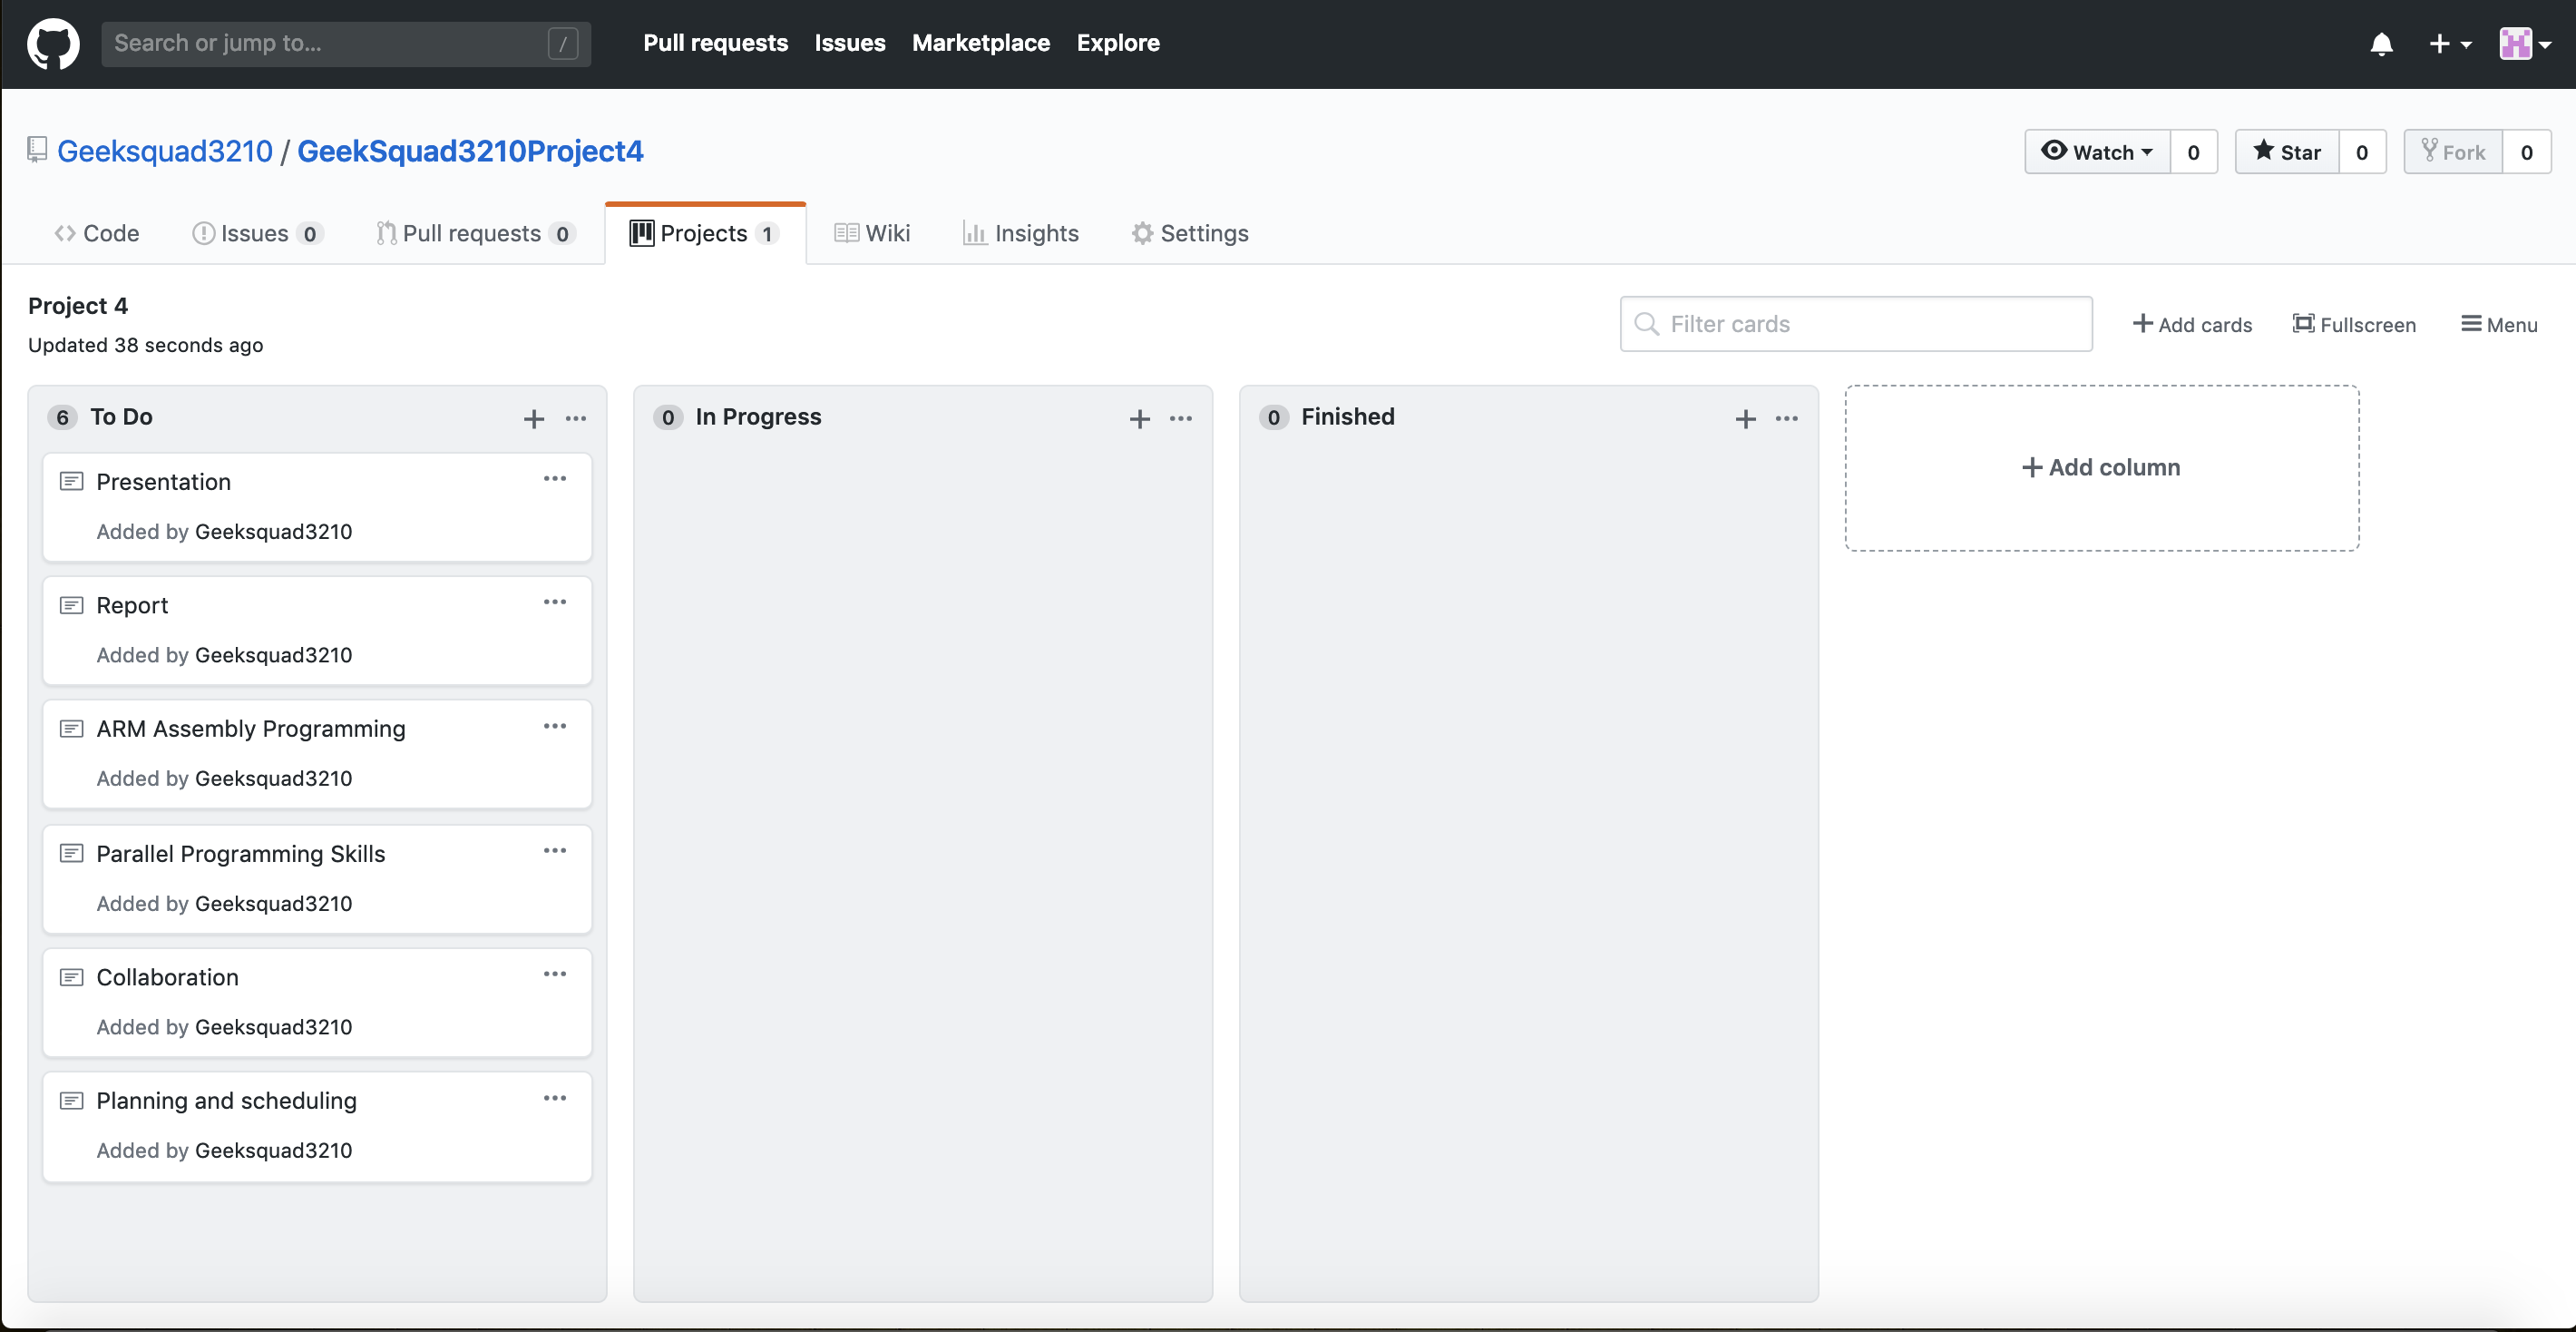 Search or jump to... /
Pull requests Issues Marketplace Explore
Geeksquad3210 / GeekSquad3210Project4
Watch 0 Star 0 Fork 0
Code Issues 0 Pull requests 0 Projects 1 Wiki Insights Settings
Project 4
Updated 38 seconds ago
Filter cards
Add cards Fullscreen Menu
6 To Do
Presentation
Added by Geeksquad3210
Report
Added by Geeksquad3210
ARM Assembly Programming
Added by Geeksquad3210
Parallel Programming Skills
Added by Geeksquad3210
Collaboration
Added by Geeksquad3210
Planning and scheduling
Added by Geeksquad3210
0 In Progress
0 Finished
Add column